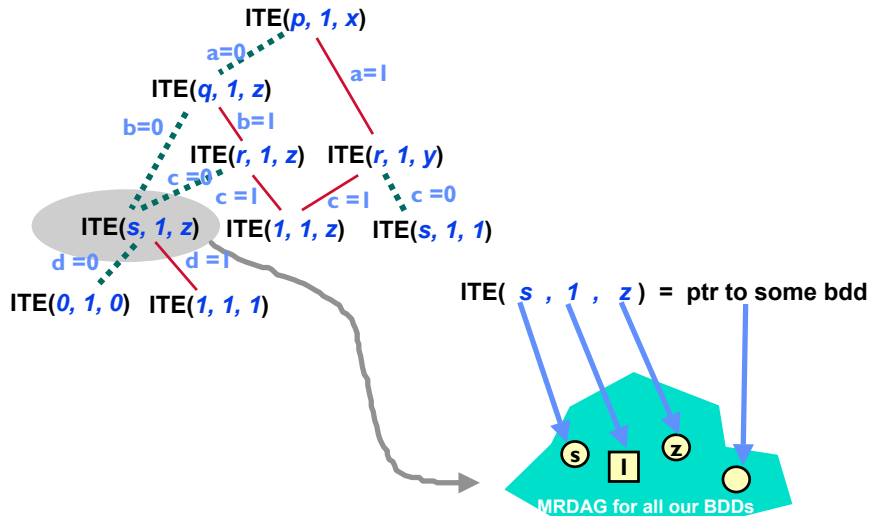 ITE(p, 1, x)
a=0
a=1
ITE(q, 1, z)
b=0
b=1
ITE(r, 1, z)
ITE(r, 1, y)
c =0
c =1
c =1
c =0
ITE(s, 1, z)
ITE(1, 1, z)
ITE(s, 1, 1)
d =0
d =1
ITE(0, 1, 0)
ITE(1, 1, 1)
ITE( s , 1 , z ) = ptr to some bdd
s
1
z
MRDAG for all our BDDs